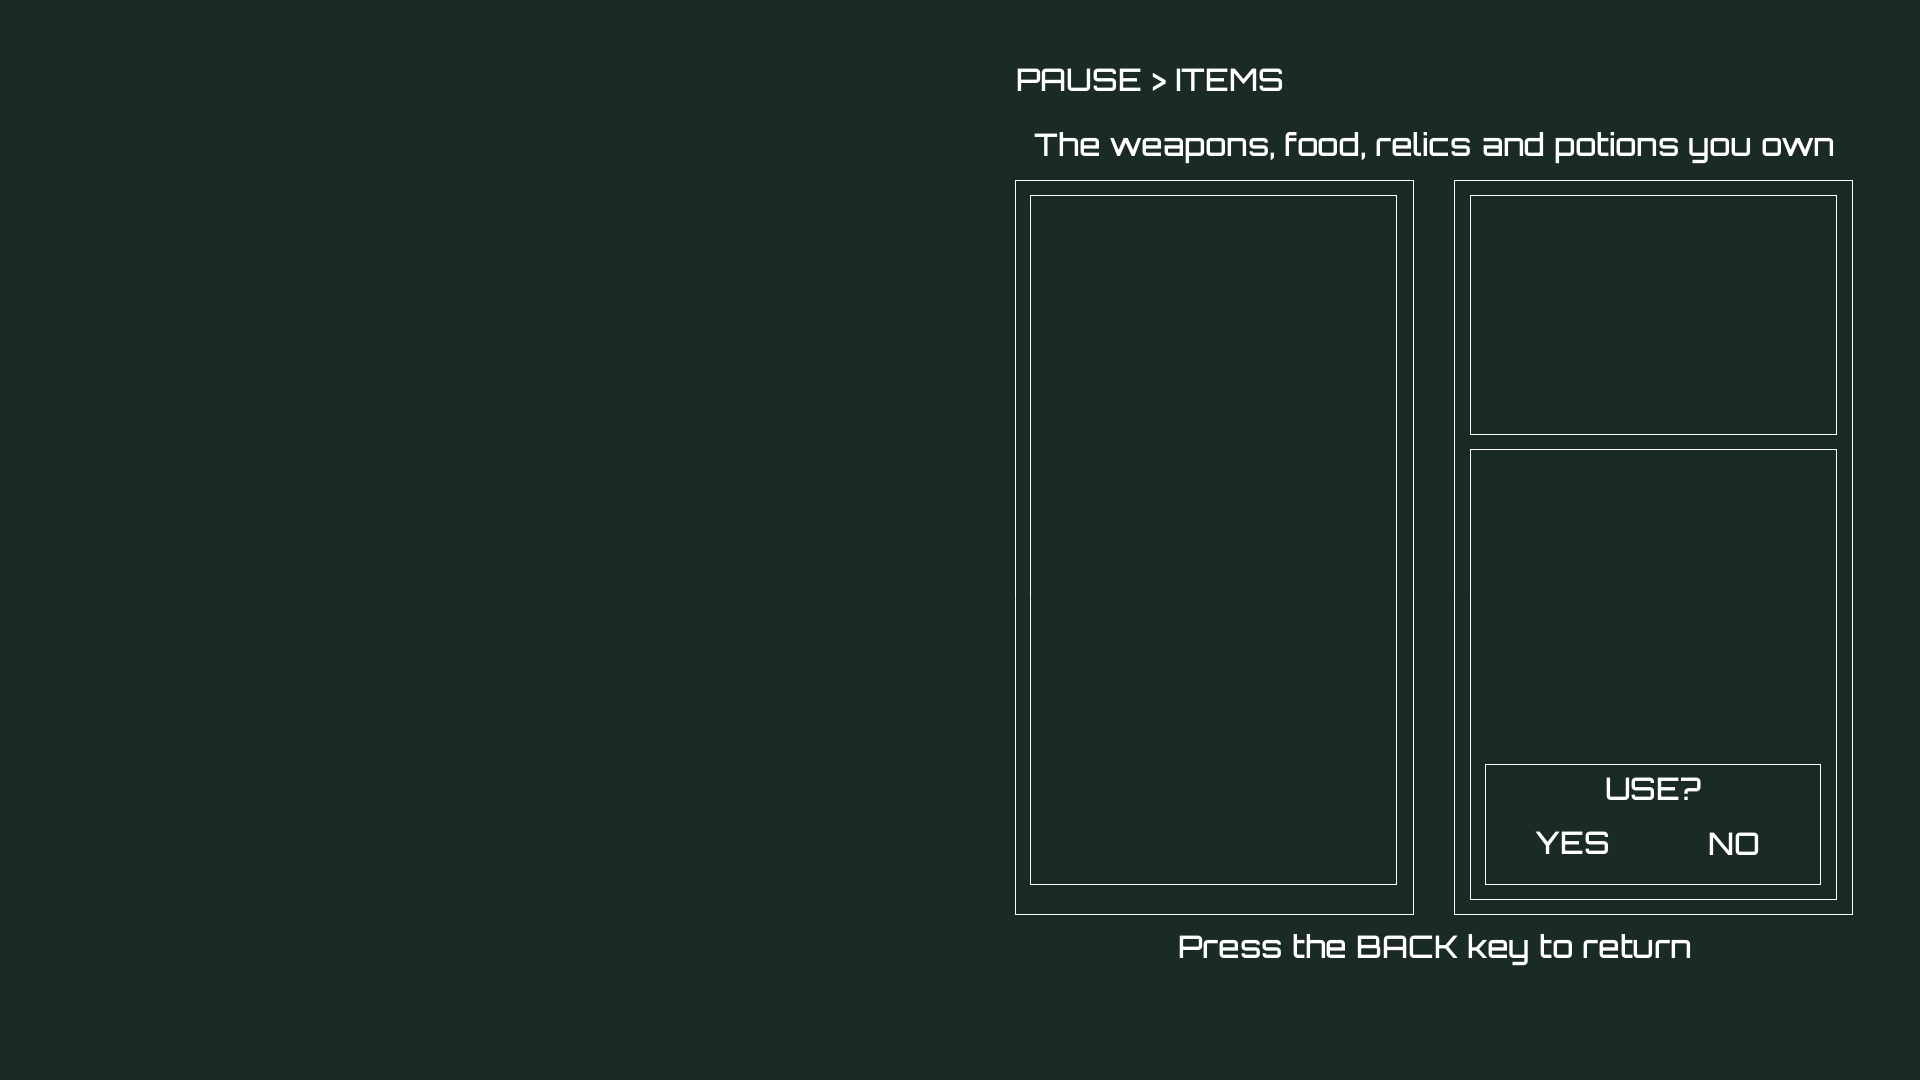 PAUSE > ITEMS
The weapons, food, relics and potions you own
USE?
YES NO
Press the BACK key to return